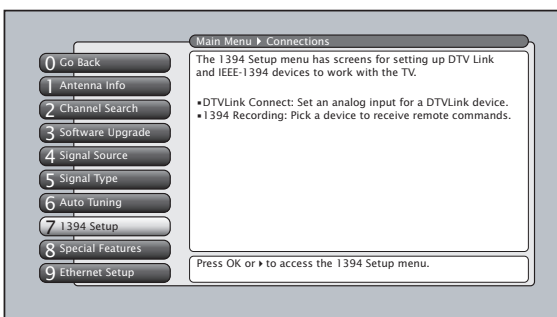 Main Menu ▸ Connections
0 Go Back
1 Antenna Info
2 Channel Search
3 Software Upgrade
4 Signal Source
5 Signal Type
6 Auto Tuning
7 1394 Setup
8 Special Features
9 Ethernet Setup
The 1394 Setup menu has screens for setting up DTV Link
and IEEE-1394 devices to work with the TV.
▪DTVLink Connect: Set an analog input for a DTVLink device.
▪1394 Recording: Pick a device to receive remote commands.
Press OK or ▸ to access the 1394 Setup menu.